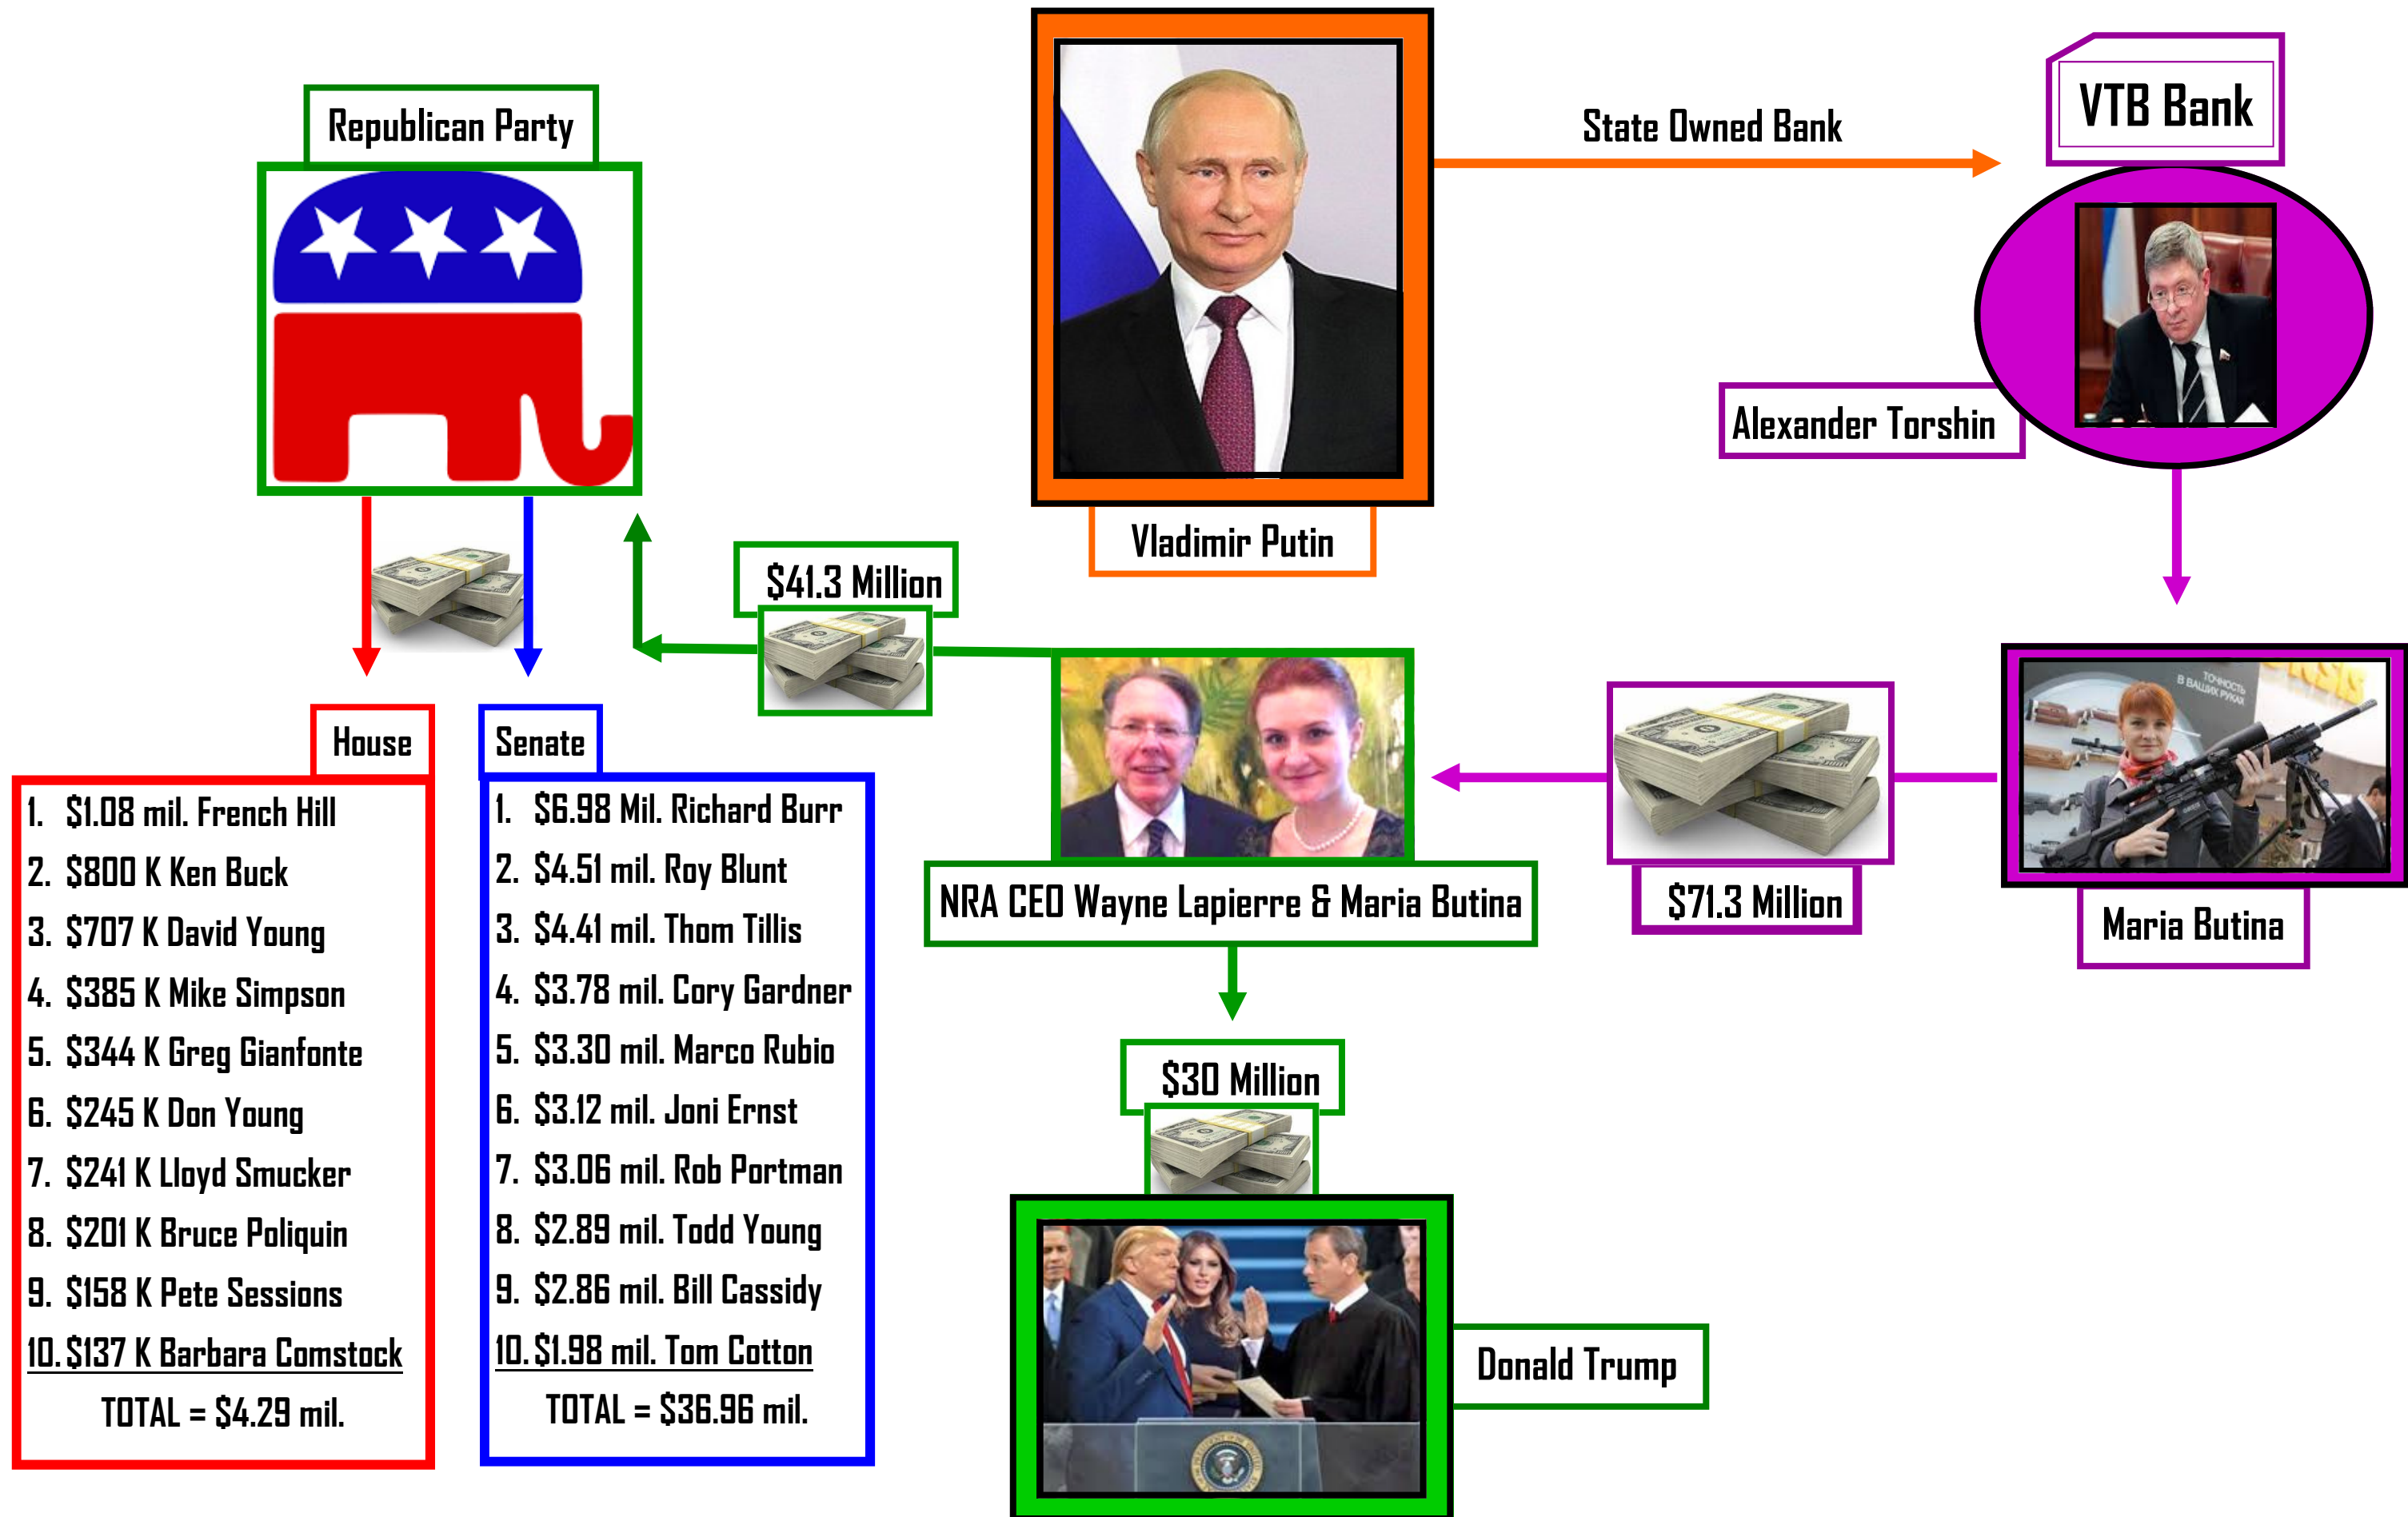 Republican Party
State Owned Bank
VTB Bank
Alexander Torshin
Vladimir Putin
$41.3 Million
ТОЧНОСТЬ
В ВАШИХ РУКАХ
House
Senate
1. $1.08 mil. French Hill
2. $800 K Ken Buck
3. $707 K David Young
4. $385 K Mike Simpson
5. $344 K Greg Gianfonte
6. $245 K Don Young
7. $241 K Lloyd Smucker
8. $201 K Bruce Poliquin
9. $158 K Pete Sessions
10. $137 K Barbara Comstock
TOTAL = $4.29 mil.
1. $6.98 Mil. Richard Burr
2. $4.51 mil. Roy Blunt
3. $4.41 mil. Thom Tillis
4. $3.78 mil. Cory Gardner
5. $3.30 mil. Marco Rubio
6. $3.12 mil. Joni Ernst
7. $3.06 mil. Rob Portman
8. $2.89 mil. Todd Young
9. $2.86 mil. Bill Cassidy
10. $1.98 mil. Tom Cotton
TOTAL = $36.96 mil.
NRA CEO Wayne Lapierre & Maria Butina
$71.3 Million
Maria Butina
$30 Million
Donald Trump